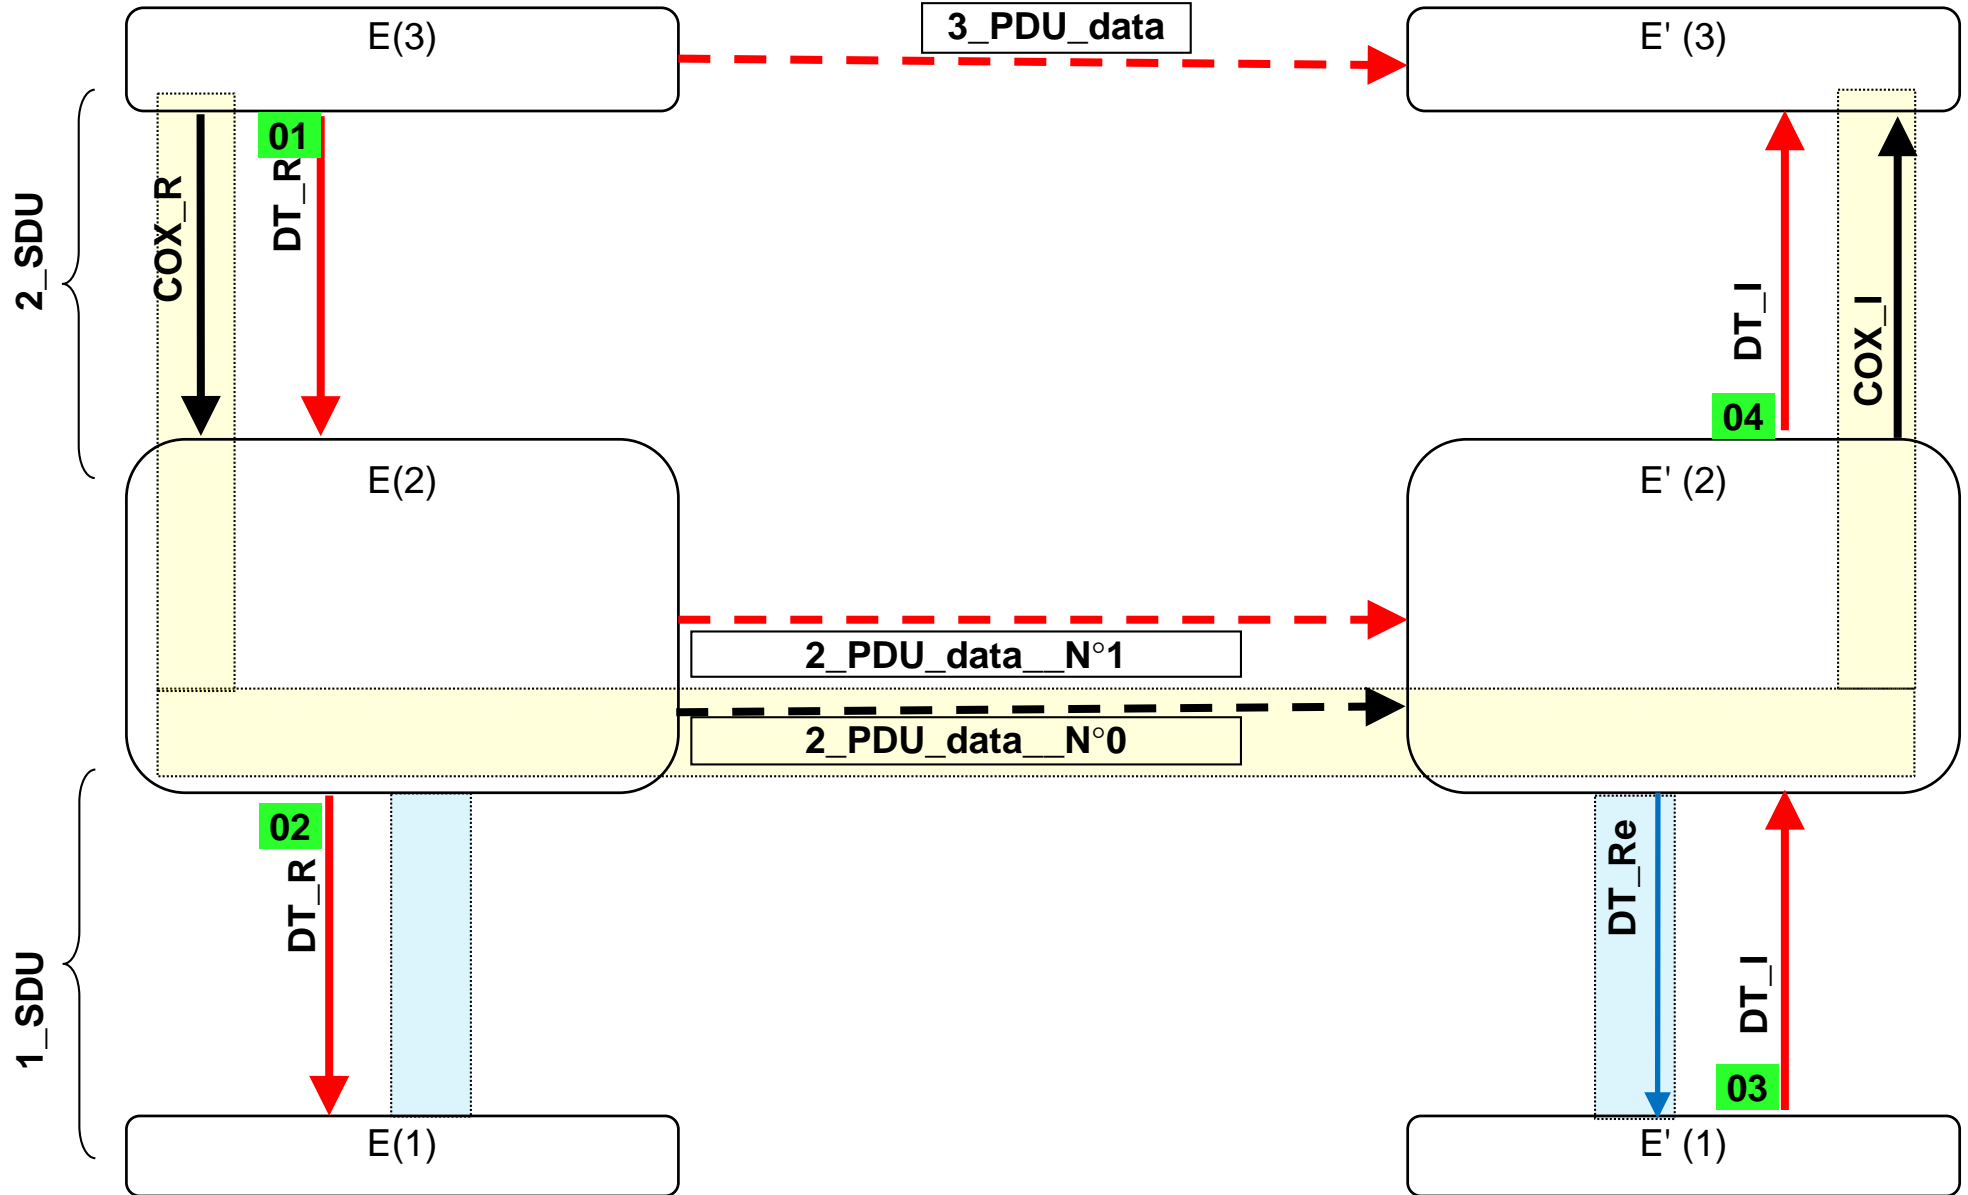 E(3)
3_PDU_data
E' (3)
2_SDU
COX_R
01
DT_R
DT_I
04
COX_I
E(2)
E' (2)
2_PDU_data__N°1
2_PDU_data__N°0
1_SDU
02
DT_R
DT_Re
DT_I
03
E(1)
E' (1)